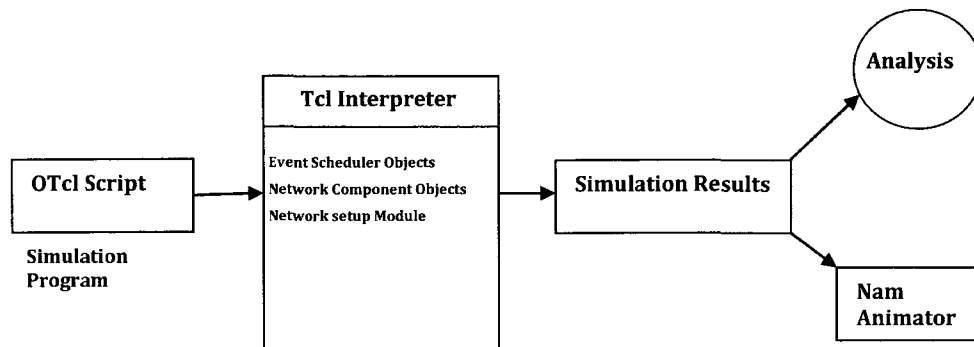 OTcl Script
Simulation
Program
Tcl Interpreter
Event Scheduler Objects
Network Component Objects
Network setup Module
Simulation Results
Analysis
Nam
Animator